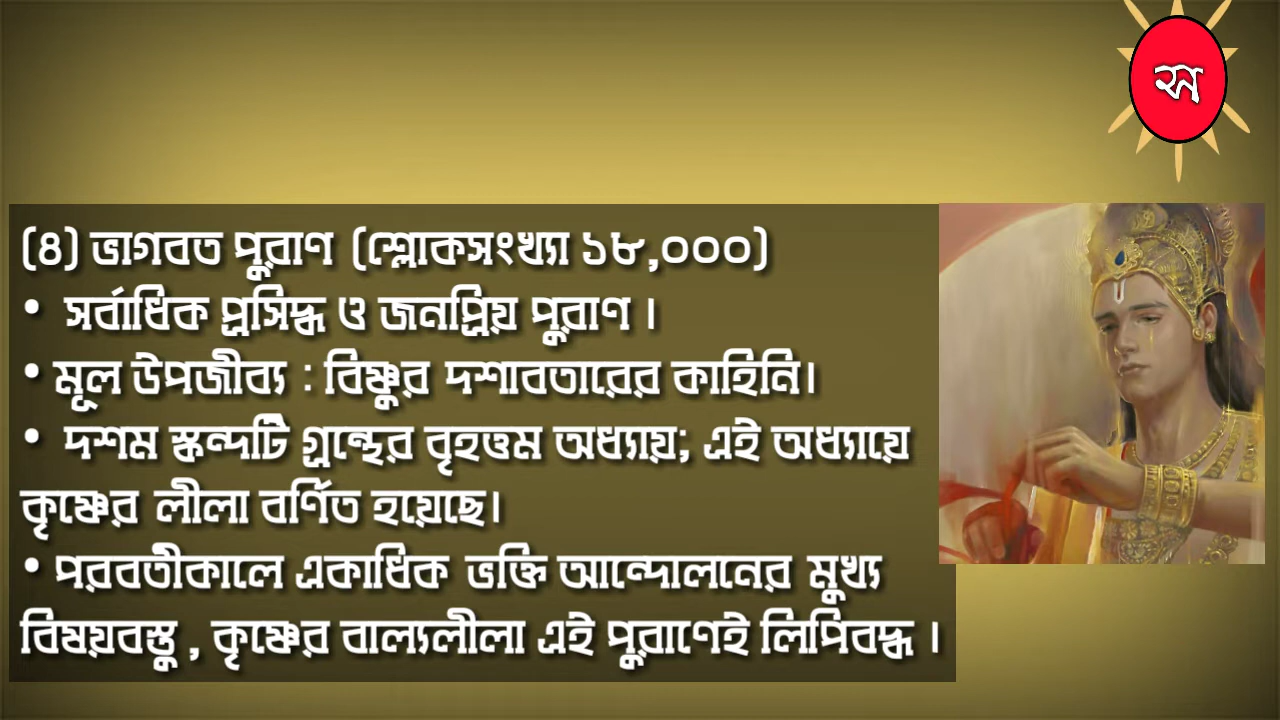 (৪) ভাগবত পুরাণ (শ্লোকসংখ্যা ১৮,০০০)
• সর্বাধিক প্রসিদ্ধ ও জনপ্রিয় পুরাণ ।
• মূল উপজীব্য : বিষ্ণুর দশাবতারের কাহিনি।
• দশম স্কন্দটি গ্রন্থের বৃহত্তম অধ্যায়; এই অধ্যায়ে
কৃষ্ণের লীলা বর্ণিত হয়েছে।
• পরবর্তীকালে একাধিক ভক্তি আন্দোলনের মুখ্য
বিষয়বস্তু , কৃষ্ণের বাল্যলীলা এই পুরাণেই লিপিবদ্ধ ।